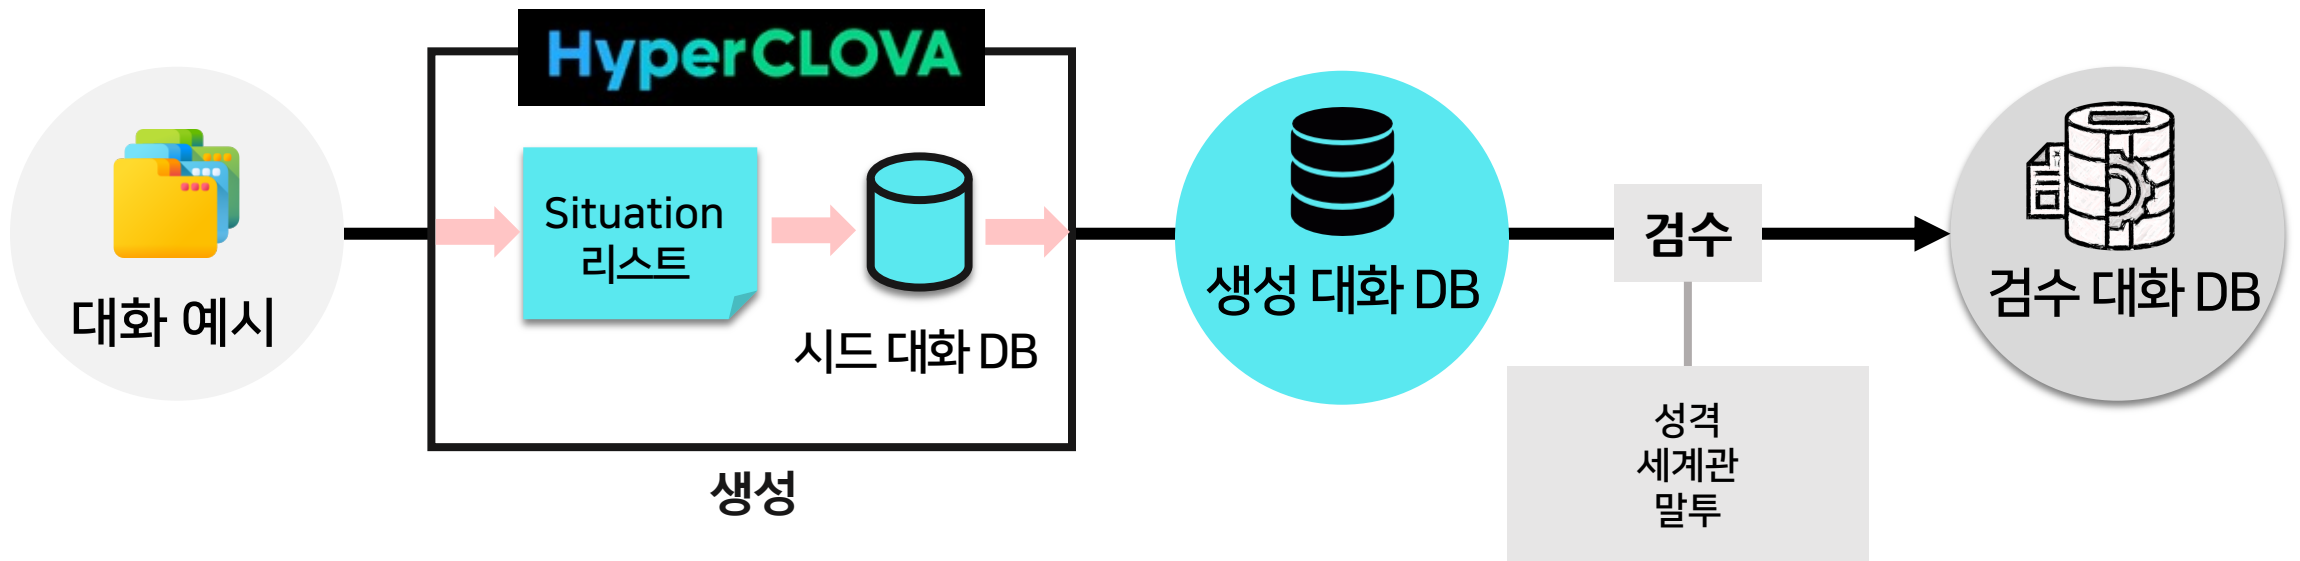 HyperCLOVA
대화 예시
Situation
리스트
시드 대화 DB
생성
생성 대화 DB
검수
성격
세계관
말투
검수 대화 DB